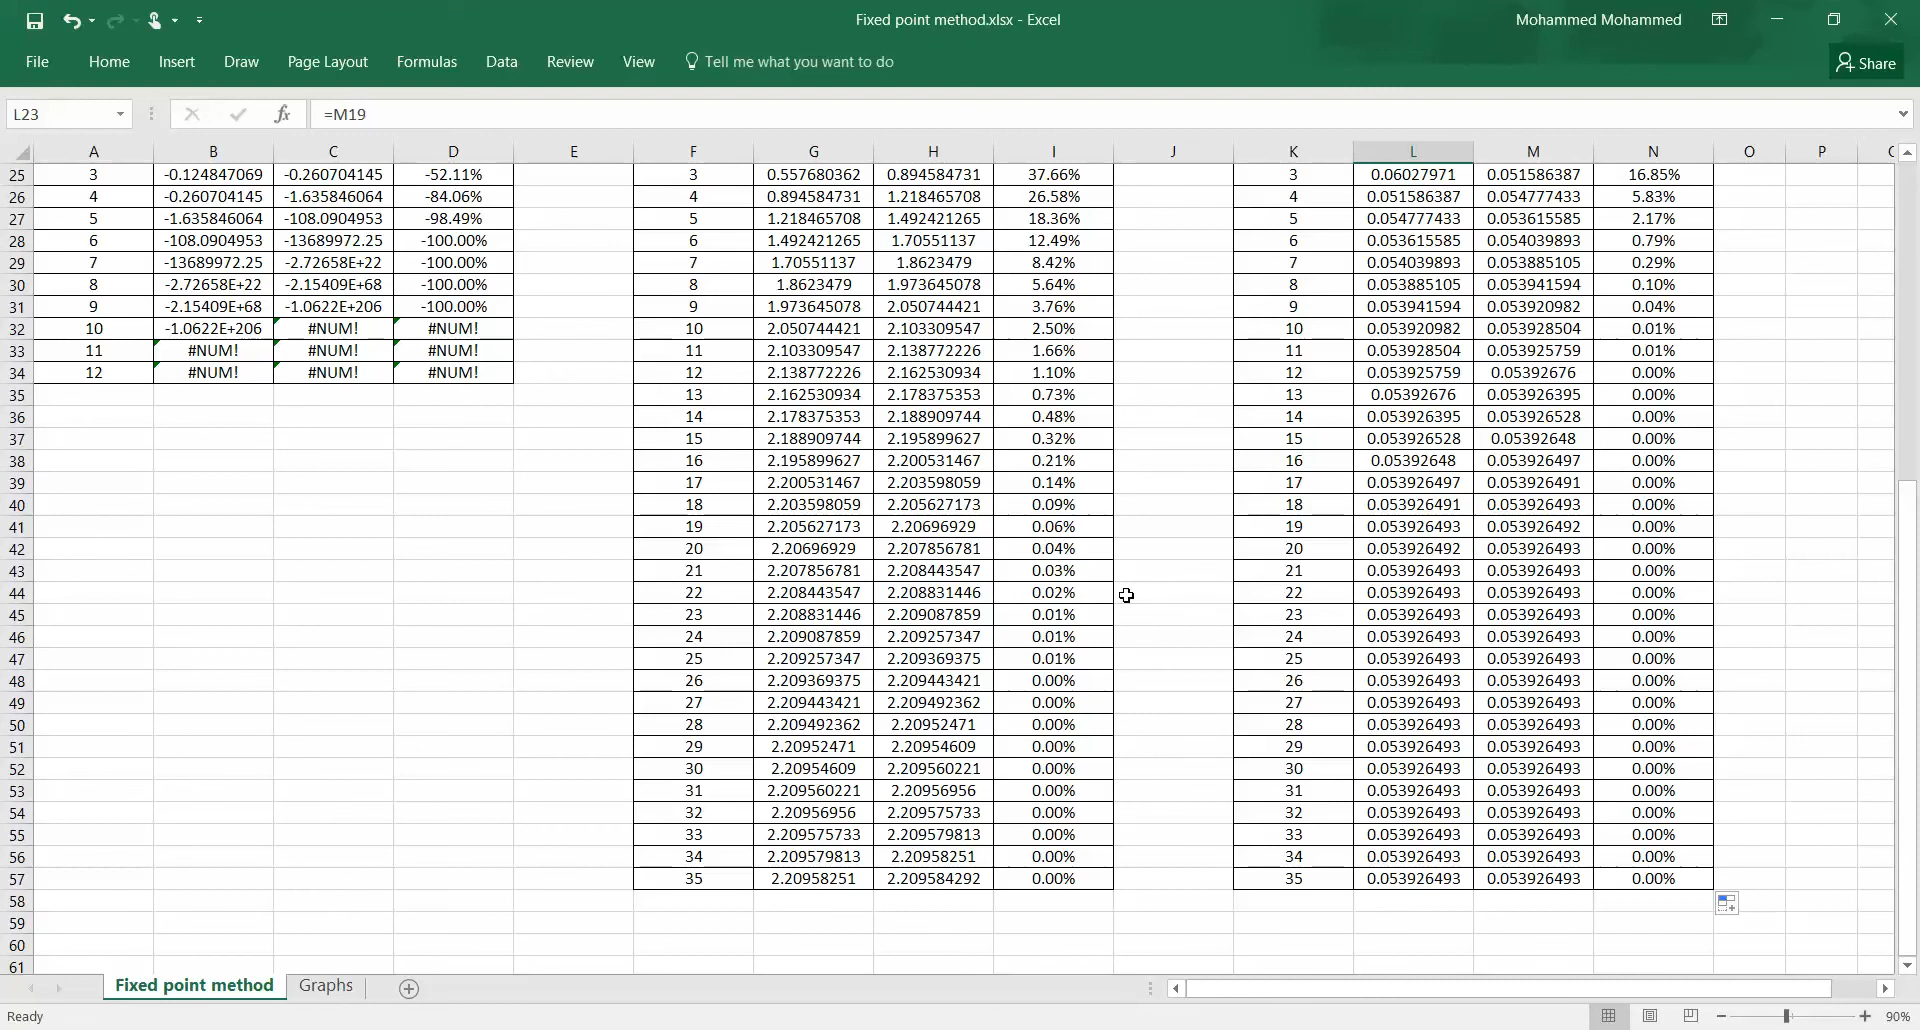 Fixed point method.xlsx - Excel
Mohammed Mohammed
File Home Insert Draw Page Layout Formulas Data Review View Tell me what you want to do Share
L23 fx =M19
A B C D E F G H I J K L M N O P
25 3 -0.124847069 -0.260704145 -52.11% 3 0.557680362 0.894584731 37.66% 3 0.06027971 0.051586387 16.85%
26 4 -0.260704145 -1.635846064 -84.06% 4 0.894584731 1.218465708 26.58% 4 0.051586387 0.054777433 5.83%
27 5 -1.635846064 -108.0904953 -98.49% 5 1.218465708 1.492421265 18.36% 5 0.054777433 0.053615585 2.17%
28 6 -108.0904953 -13689972.25 -100.00% 6 1.492421265 1.70551137 12.49% 6 0.053615585 0.054039893 0.79%
29 7 -13689972.25 -2.72658E+22 -100.00% 7 1.70551137 1.8623479 8.42% 7 0.054039893 0.053885105 0.29%
30 8 -2.72658E+22 -2.15409E+68 -100.00% 8 1.8623479 1.973645078 5.64% 8 0.053885105 0.053941594 0.10%
31 9 -2.15409E+68 -1.0622E+206 -100.00% 9 1.973645078 2.050744421 3.76% 9 0.053941594 0.053920982 0.04%
32 10 -1.0622E+206 #NUM! #NUM! 10 2.050744421 2.103309547 2.50% 10 0.053920982 0.053928504 0.01%
33 11 #NUM! #NUM! #NUM! 11 2.103309547 2.138772226 1.66% 11 0.053928504 0.053925759 0.01%
34 12 #NUM! #NUM! #NUM! 12 2.138772226 2.162530934 1.10% 12 0.053925759 0.05392676 0.00%
35 13 2.162530934 2.178375353 0.73% 13 0.05392676 0.053926395 0.00%
36 14 2.178375353 2.188909744 0.48% 14 0.053926395 0.053926528 0.00%
37 15 2.188909744 2.195899627 0.32% 15 0.053926528 0.05392648 0.00%
38 16 2.195899627 2.200531467 0.21% 16 0.05392648 0.053926497 0.00%
39 17 2.200531467 2.203598059 0.14% 17 0.053926497 0.053926491 0.00%
40 18 2.203598059 2.205627173 0.09% 18 0.053926491 0.053926493 0.00%
41 19 2.205627173 2.20696929 0.06% 19 0.053926493 0.053926492 0.00%
42 20 2.20696929 2.207856781 0.04% 20 0.053926492 0.053926493 0.00%
43 21 2.207856781 2.208443547 0.03% 21 0.053926493 0.053926493 0.00%
44 22 2.208443547 2.208831446 0.02% 22 0.053926493 0.053926493 0.00%
45 23 2.208831446 2.209087859 0.01% 23 0.053926493 0.053926493 0.00%
46 24 2.209087859 2.209257347 0.01% 24 0.053926493 0.053926493 0.00%
47 25 2.209257347 2.209369375 0.01% 25 0.053926493 0.053926493 0.00%
48 26 2.209369375 2.209443421 0.00% 26 0.053926493 0.053926493 0.00%
49 27 2.209443421 2.209492362 0.00% 27 0.053926493 0.053926493 0.00%
50 28 2.209492362 2.20952471 0.00% 28 0.053926493 0.053926493 0.00%
51 29 2.20952471 2.20954609 0.00% 29 0.053926493 0.053926493 0.00%
52 30 2.20954609 2.209560221 0.00% 30 0.053926493 0.053926493 0.00%
53 31 2.209560221 2.20956956 0.00% 31 0.053926493 0.053926493 0.00%
54 32 2.20956956 2.209575733 0.00% 32 0.053926493 0.053926493 0.00%
55 33 2.209575733 2.209579813 0.00% 33 0.053926493 0.053926493 0.00%
56 34 2.209579813 2.20958251 0.00% 34 0.053926493 0.053926493 0.00%
57 35 2.20958251 2.209584292 0.00% 35 0.053926493 0.053926493 0.00%
58
59
60
61
Fixed point method Graphs
Ready 90%